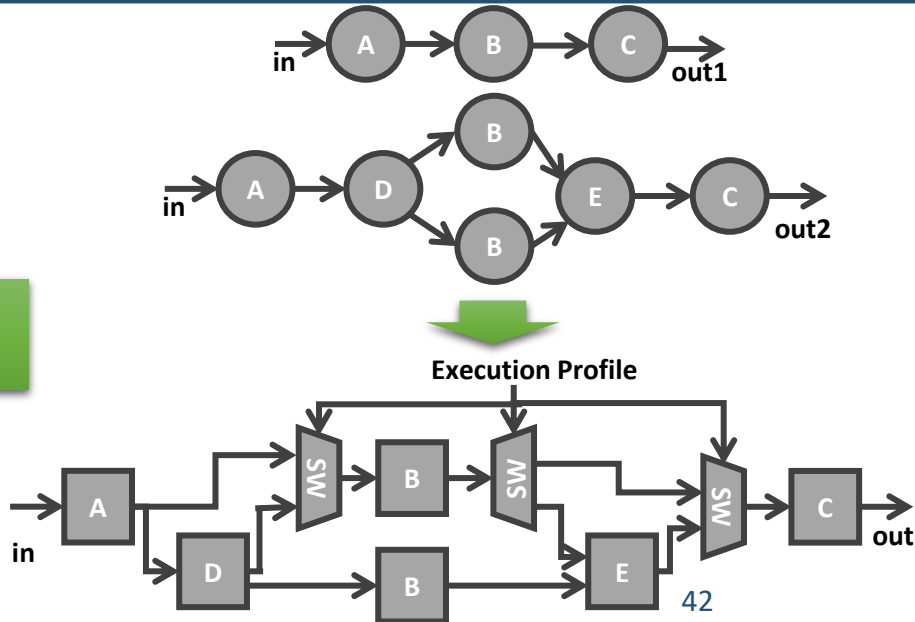 A B C
in
out1
B
A D E C
in
B
out2
Execution Profile
SW B SW
SW
A C
in out
D B E
42